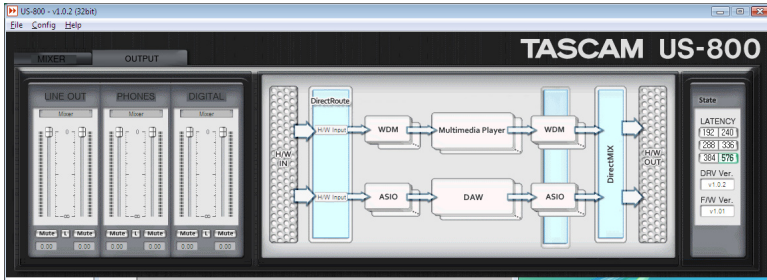 US-800 - v1.0.2 (32bit)
File Config Help
TASCAM US-800
MIXER OUTPUT
LINE OUT PHONES DIGITAL
Mixer Mixer Mixer
0 0 0
-∞ -∞ -∞
Mute L Mute Mute L Mute Mute L Mute
0.00 0.00 0.00 0.00 0.00 0.00
H/W
IN
DirectRoute
H/W Input WDM Multimedia Player WDM
H/W Input ASIO DAW ASIO
DirectMIX
H/W
OUT
State
LATENCY
192 240
288 336
384 576
DRV Ver.
v1.0.2
F/W Ver.
v1.01